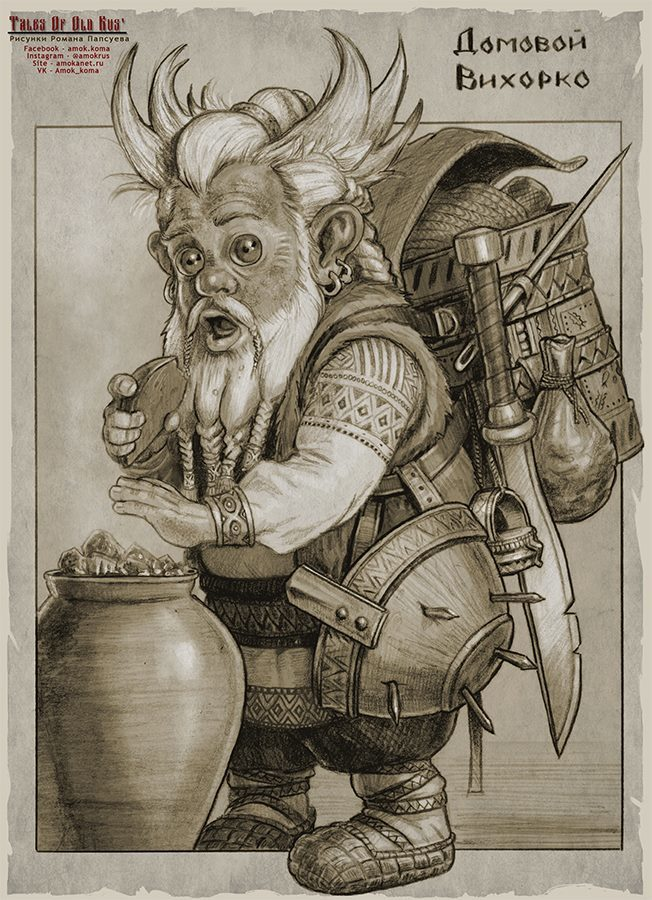 Tales Of Old Rus'
Рисунки Романа Папсуева
Facebook - amok.koma
Instagram - @amokrus
Site - amokanet.ru
VK - Amok_koma
Домовой
Вихорко